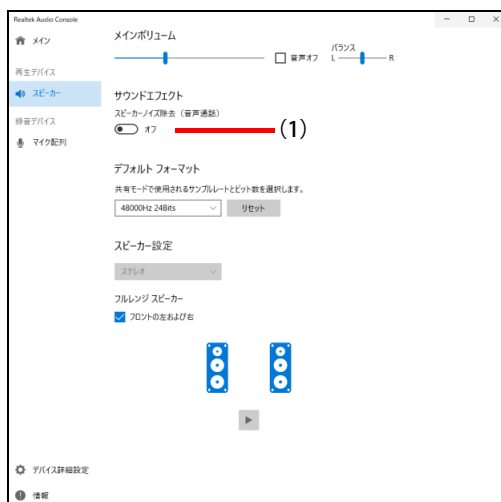 Realtek Audio Console
メイン
再生デバイス
スピーカー
録音デバイス
マイク配列
メインボリューム
音声オフ
バランス
L R
サウンドエフェクト
スピーカーノイズ除去（音声通話）
オフ
(1)
デフォルト フォーマット
共有モードで使用されるサンプルレートとビット数を選択します。
48000Hz 24Bits
リセット
スピーカー設定
ステレオ
フルレンジ スピーカー
フロントの左および右
デバイス詳細設定
情報